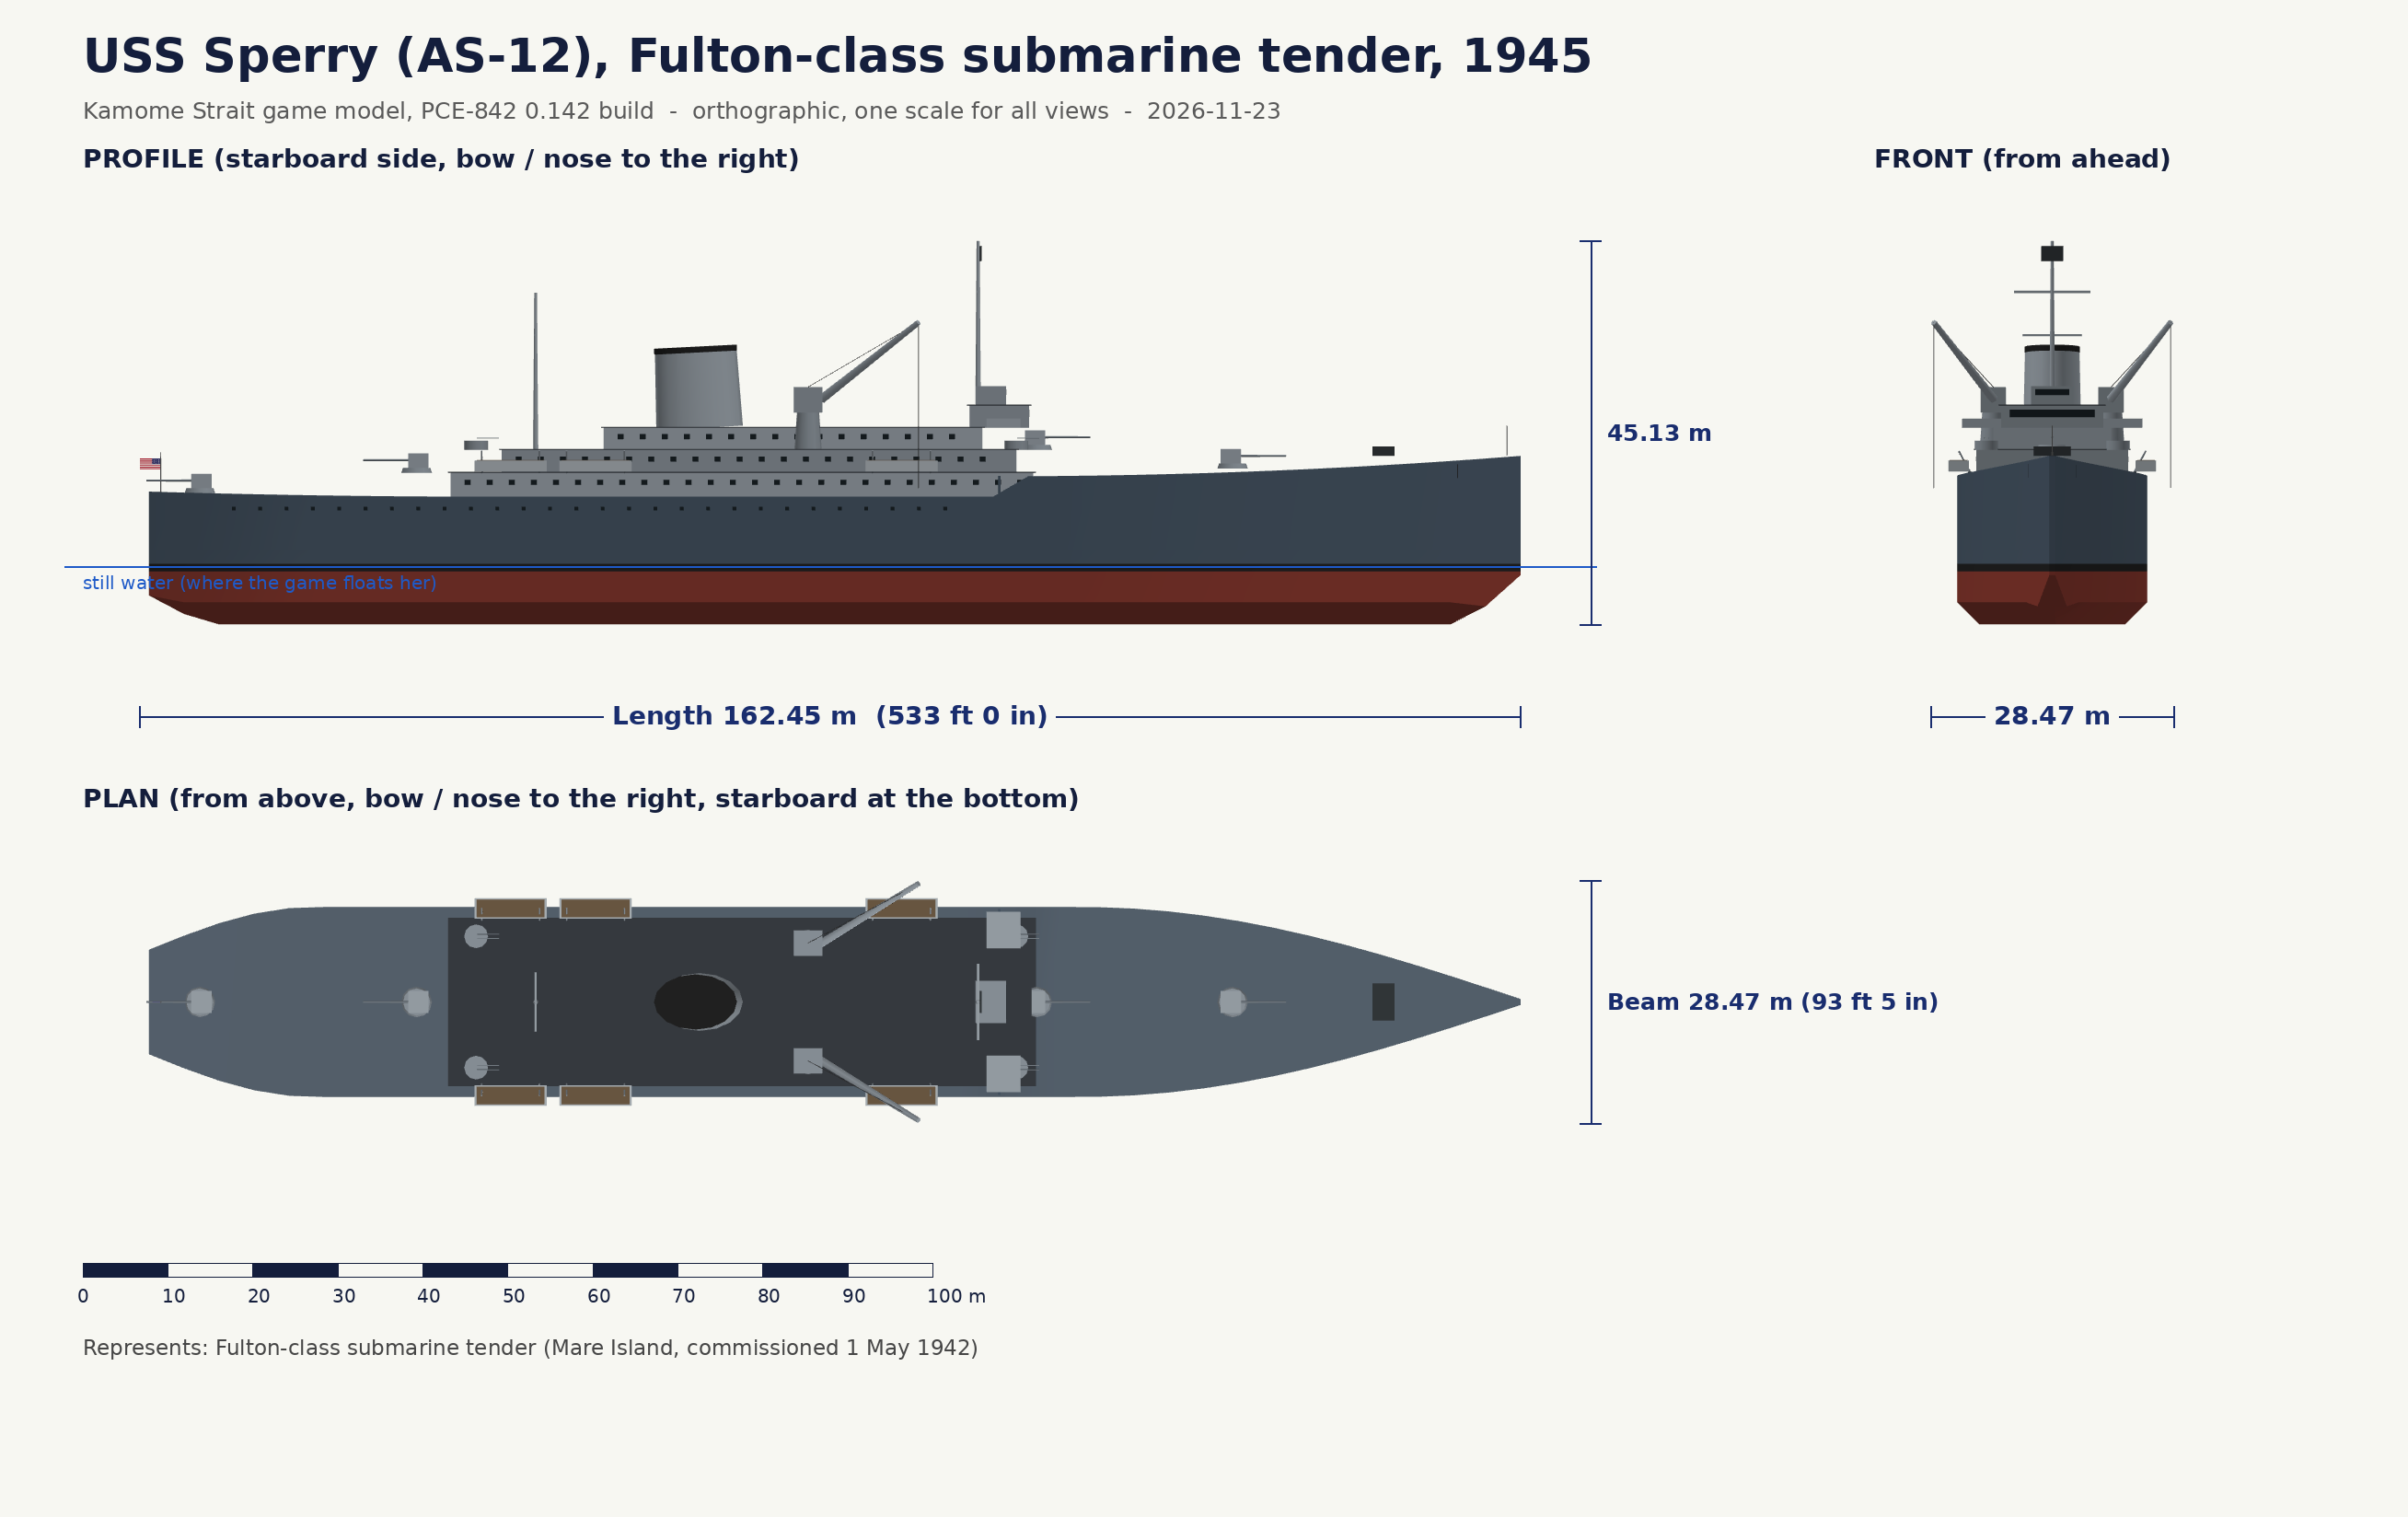 USS Sperry (AS-12), Fulton-class submarine tender, 1945
Kamome Strait game model, PCE-842 0.142 build - orthographic, one scale for all views - 2026-11-23
PROFILE (starboard side, bow / nose to the right)
FRONT (from ahead)
45.13 m
still water (where the game floats her)
Length 162.45 m (533 ft 0 in)
28.47 m
PLAN (from above, bow / nose to the right, starboard at the bottom)
Beam 28.47 m (93 ft 5 in)
0 10 20 30 40 50 60 70 80 90 100 m
Represents: Fulton-class submarine tender (Mare Island, commissioned 1 May 1942)